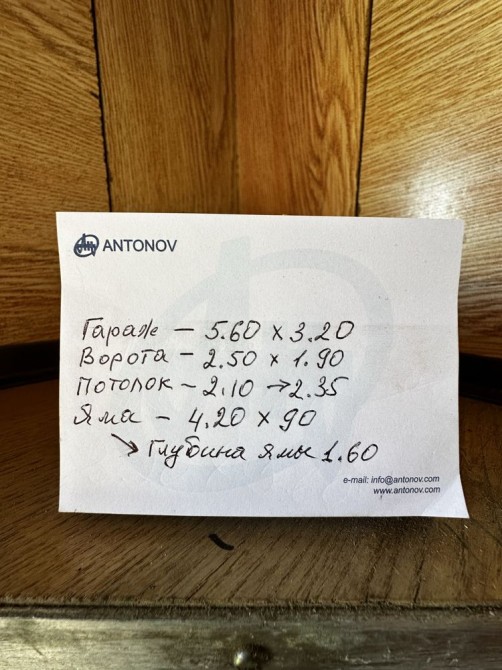 ANTONOV
Гараж – 5.60 x 3.20
Ворота – 2.50 x 1.90
Потолок – 2.10 → 2.35
Яма – 4.20 x 90
↘ Глубина ямы 1.60
e-mail: info@antonov.com
www.antonov.com